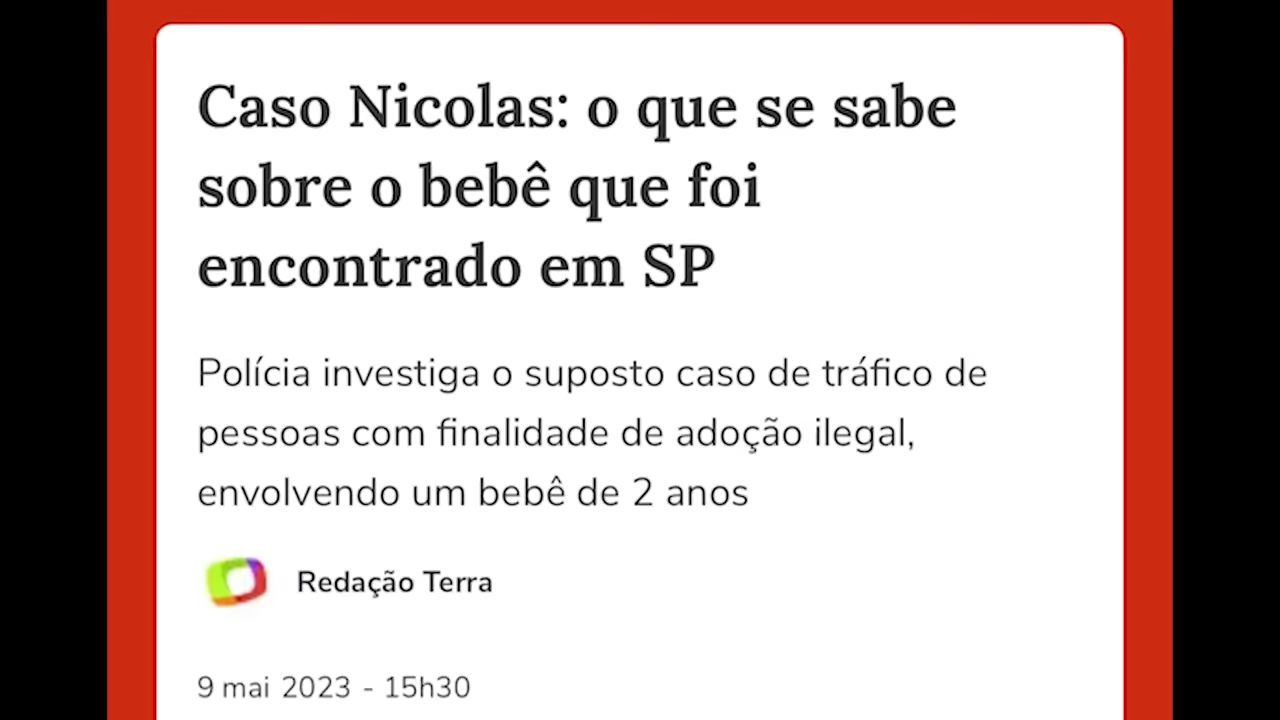 Caso Nicolas: o que se sabe
sobre o bebê que foi
encontrado em SP
Polícia investiga o suposto caso de tráfico de
pessoas com finalidade de adoção ilegal,
envolvendo um bebê de 2 anos
Redação Terra
9 mai 2023 - 15h30